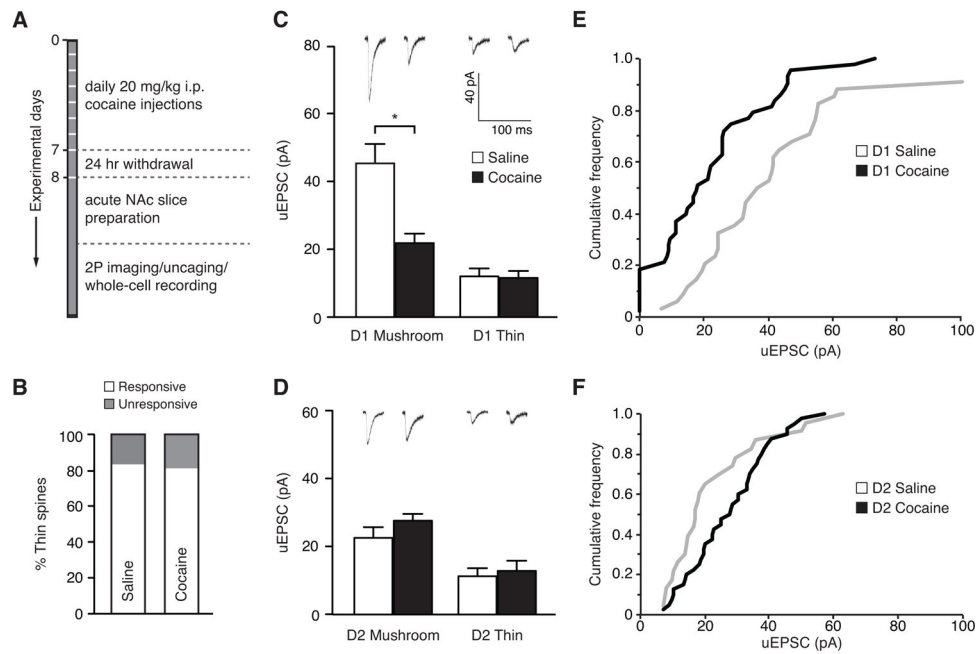 A
0
daily 20 mg/kg i.p.
cocaine injections
7
24 hr withdrawal
8
acute NAc slice
preparation
2P imaging/uncaging/
whole-cell recording
Experimental days
B
Responsive
Unresponsive
100
80
60
40
20
0
% Thin spines
Saline
Cocaine
C
80
60
40
20
0
uEPSC (pA)
*
40 pA
100 ms
Saline
Cocaine
D1 Mushroom
D1 Thin
D
60
40
20
0
uEPSC (pA)
D2 Mushroom
D2 Thin
E
1.0
0.8
0.6
0.4
0.2
0
Cumulative frequency
D1 Saline
D1 Cocaine
0
20
40
60
80
100
uEPSC (pA)
F
1.0
0.8
0.6
0.4
0.2
0
Cumulative frequency
D2 Saline
D2 Cocaine
0
20
40
60
80
100
uEPSC (pA)